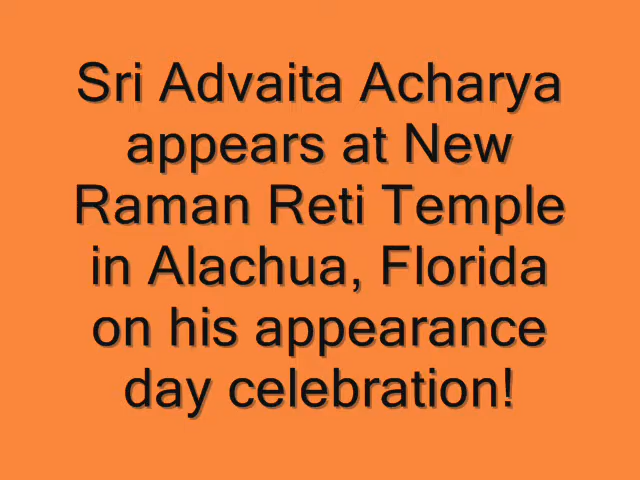 Sri Advaita Acharya
appears at New
Raman Reti Temple
in Alachua, Florida
on his appearance
day celebration!